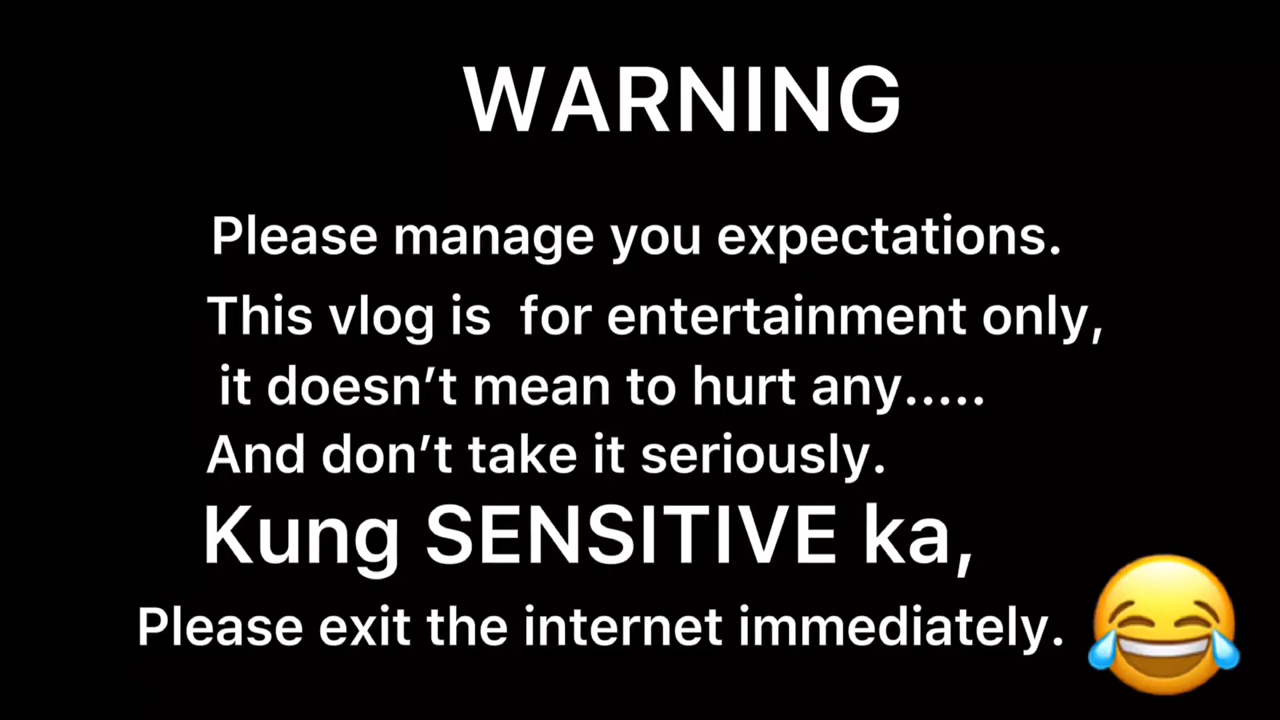 WARNING
Please manage you expectations.
This vlog is for entertainment only,
it doesn’t mean to hurt any.....
And don’t take it seriously.
Kung SENSITIVE ka,
Please exit the internet immediately.